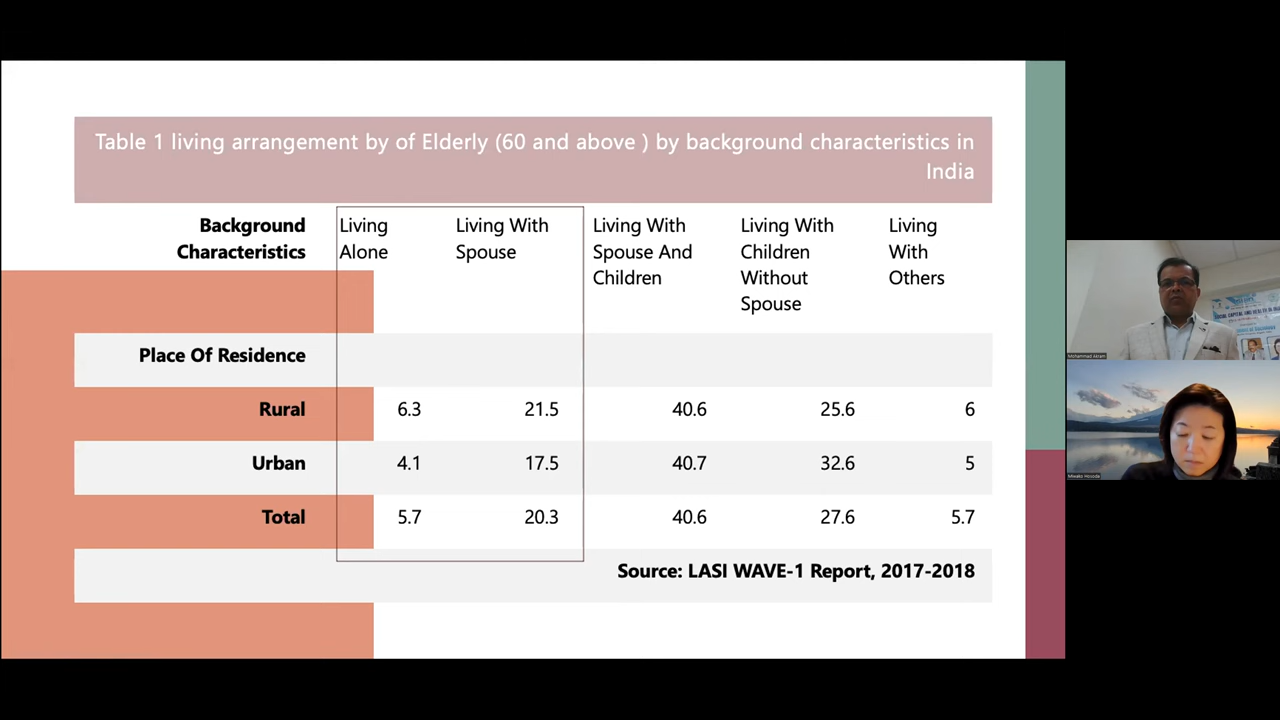 Table 1 living arrangement by of Elderly (60 and above ) by background characteristics in
India
Background
Characteristics
Living
Alone
Living With
Spouse
Living With
Spouse And
Children
Living With
Children
Without
Spouse
Living
With
Others
Place Of Residence
Rural 6.3 21.5 40.6 25.6 6
Urban 4.1 17.5 40.7 32.6 5
Total 5.7 20.3 40.6 27.6 5.7
Source: LASI WAVE-1 Report, 2017-2018
Mohammad Akram